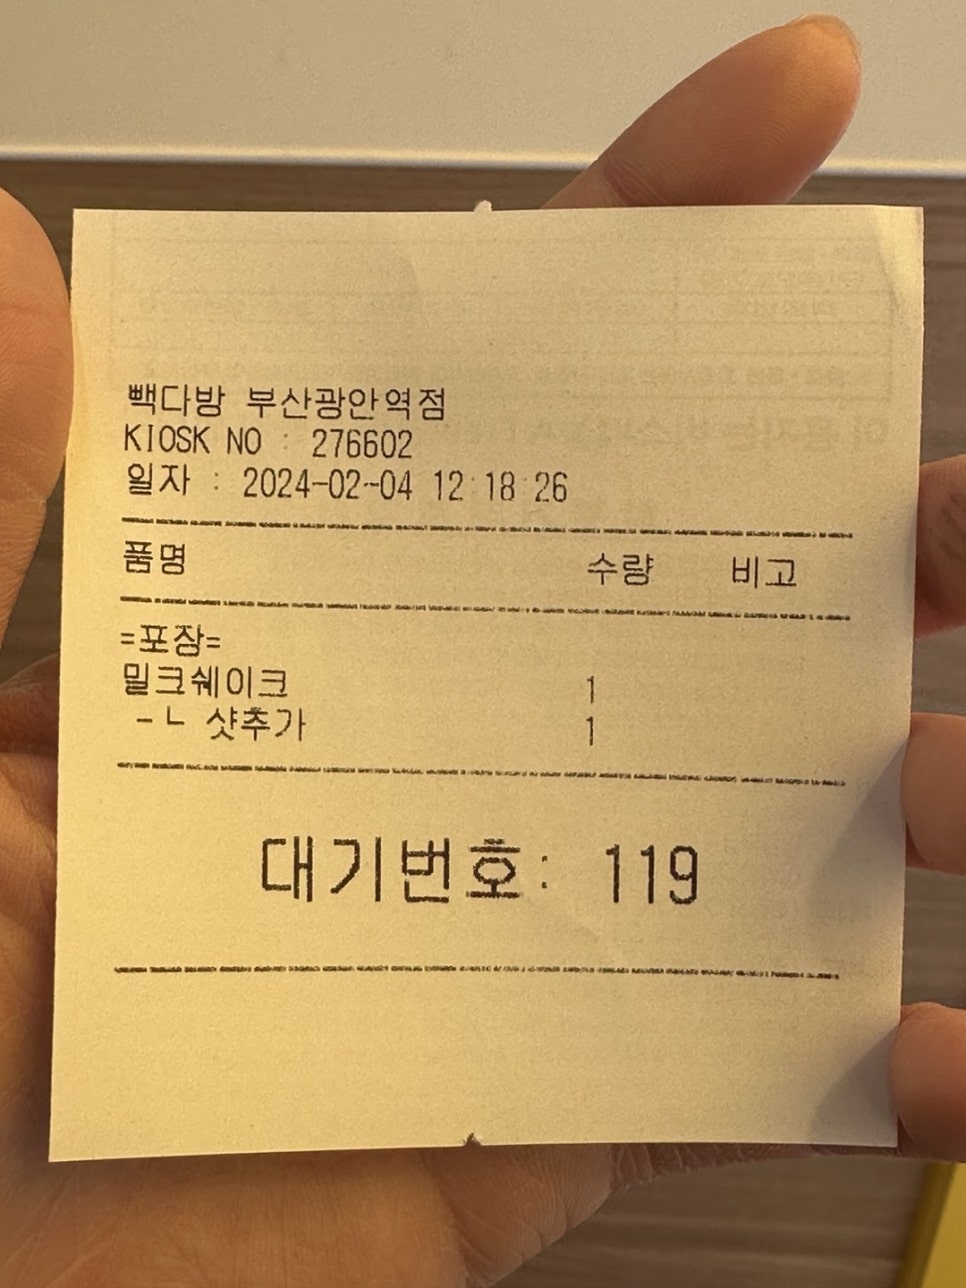 빽다방 부산광안역점
KIOSK NO : 276602
일자 : 2024-02-04 12:18:26
품명 수량 비고
=포장=
밀크쉐이크 1
-ㄴ 샷추가 1
대기번호: 119